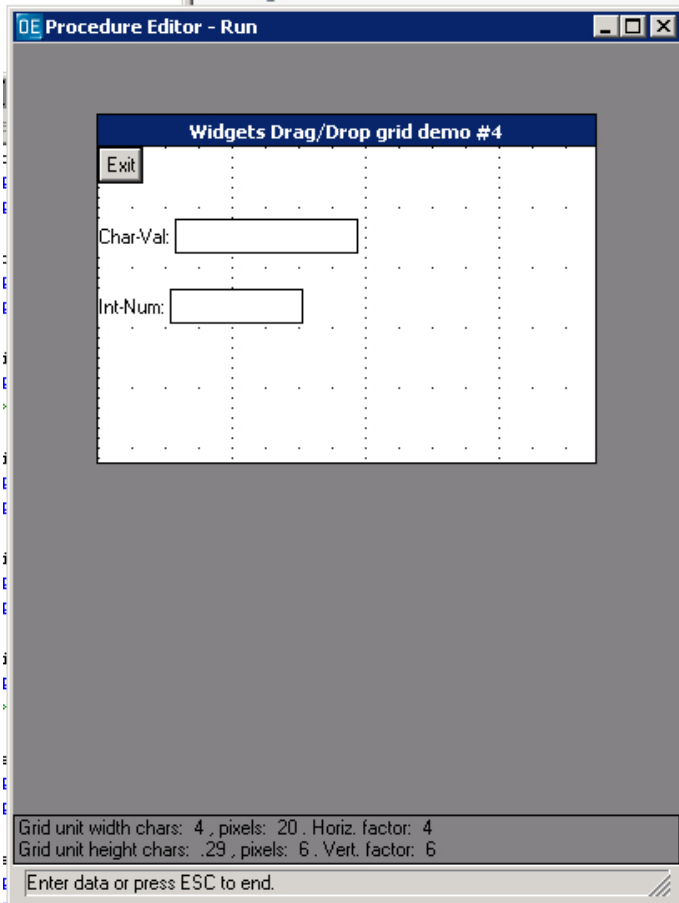 OE Procedure Editor - Run
Widgets Drag/Drop grid demo #4
Exit
Char-Val:
Int-Num:
Grid unit width chars: 4 , pixels: 20 . Horiz. factor: 4
Grid unit height chars: .29 , pixels: 6 . Vert. factor: 6
Enter data or press ESC to end.